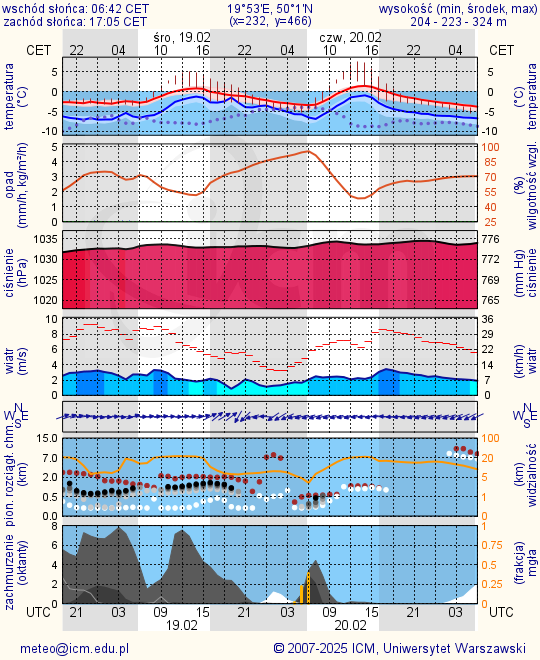 wschód słońca: 06:42 CET 19°53'E, 50°1'N wysokość (min, środek, max)
zachód słońca: 17:05 CET (x=232, y=466) 204 - 223 - 324 m
śro, 19.02 czw, 20.02
CET 22 04 10 16 22 04 10 16 22 04 CET
temperatura (°C)
5
0
-5
-10
5
0
-5
-10
temperatura (°C)
opad (mm/h, kg/m²/h)
5
4
3
2
1
0
100
85
70
55
40
25
wilgotność wzgl. (%)
ciśnienie (hPa)
1035
1030
1025
1020
776
773
769
765
ciśnienie (mm Hg)
wiatr (m/s)
10
8
6
4
2
0
36
29
22
14
7
0
wiatr (km/h)
N
W E
S
N
W E
S
pion. rozciągł. chm. (km)
15.0
7.0
2.0
0.5
0.0
100
20
5
1
0
widzialność (km)
zachmurzenie (oktanty)
8
6
4
2
0
1
0.75
0.5
0.25
0
mgła (frakcja)
UTC 21 03 09 15 21 03 09 15 21 03 UTC
19.02 20.02
meteo@icm.edu.pl © 2007-2025 ICM, Uniwersytet Warszawski